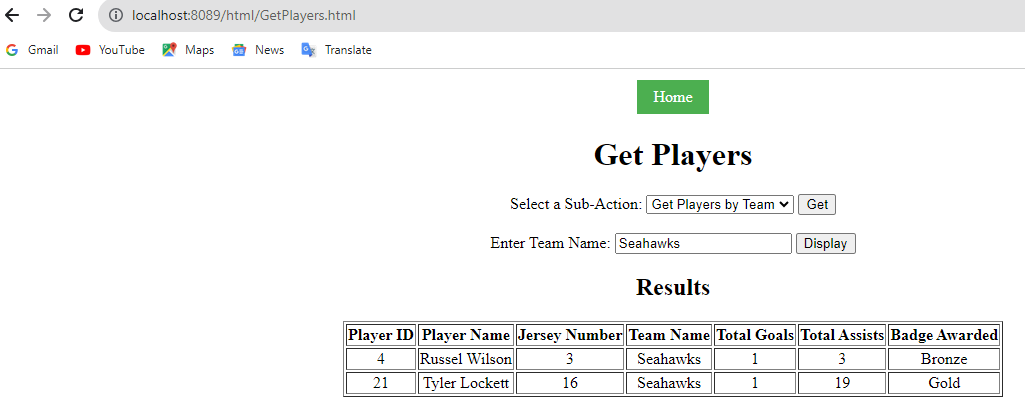 localhost:8089/html/GetPlayers.html
Gmail YouTube Maps News Translate
Home
Get Players
Select a Sub-Action: Get Players by Team Get
Enter Team Name: Seahawks Display
Results
Player ID Player Name Jersey Number Team Name Total Goals Total Assists Badge Awarded
4 Russel Wilson 3 Seahawks 1 3 Bronze
21 Tyler Lockett 16 Seahawks 1 19 Gold